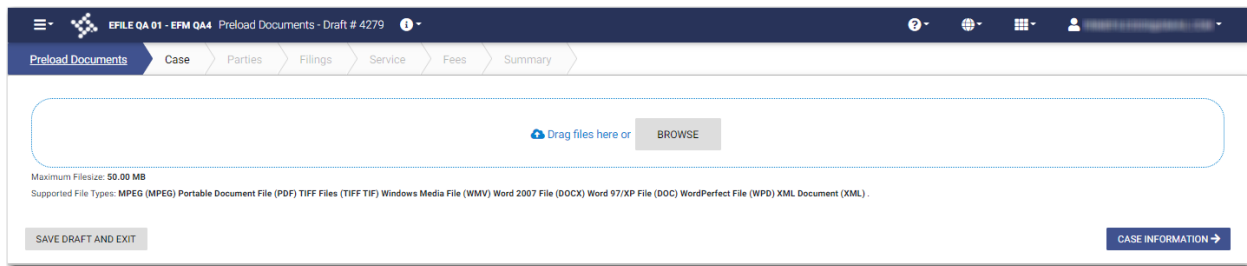 EFILE QA 01 - EFM QA4 Preload Documents - Draft # 4279
Preload Documents Case Parties Filings Service Fees Summary
Drag files here or BROWSE
Maximum Filesize: 50.00 MB
Supported File Types: MPEG (MPEG) Portable Document File (PDF) TIFF Files (TIFF TIF) Windows Media File (WMV) Word 2007 File (DOCX) Word 97/XP File (DOC) WordPerfect File (WPD) XML Document (XML) .
SAVE DRAFT AND EXIT CASE INFORMATION →